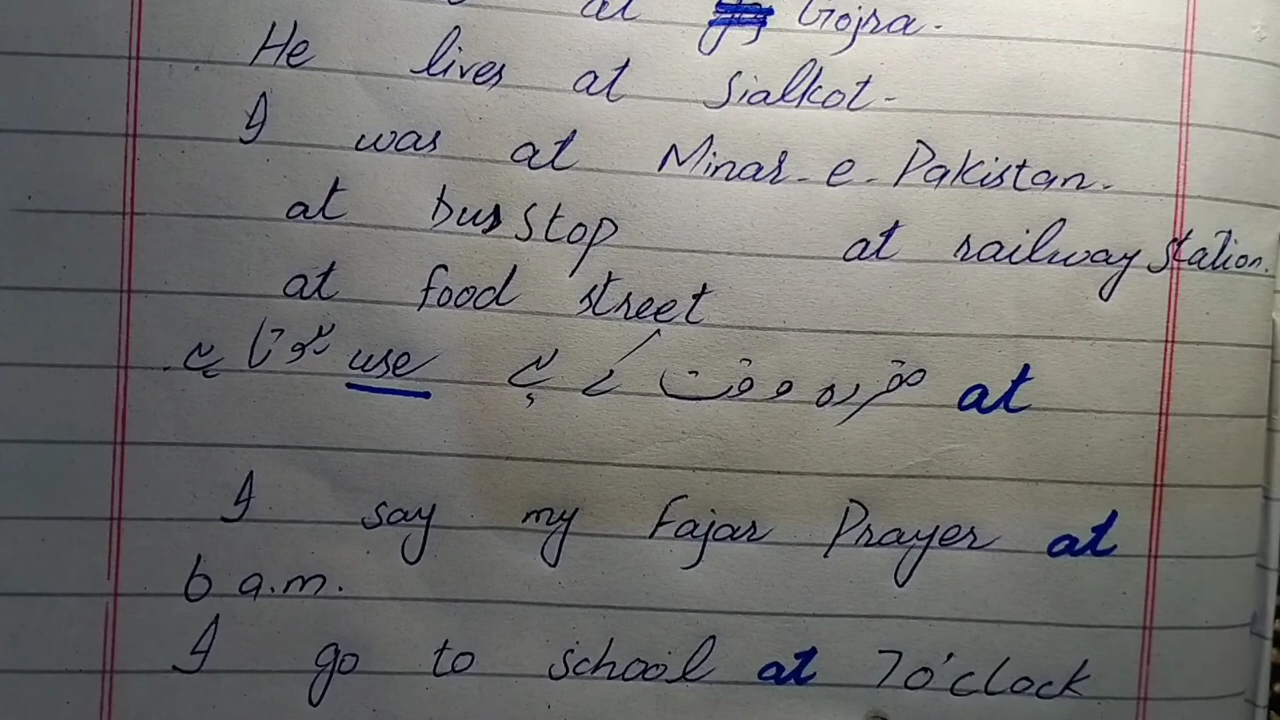 at Gojra.
He lives at Sialkot.
I was at Minar-e-Pakistan.
at bus stop at railway station.
at food street
at مقررہ وقت کے لیے use ہوتا ہے.
I say my Fajar Prayer at
6 a.m.
I go to school at 7 o'clock